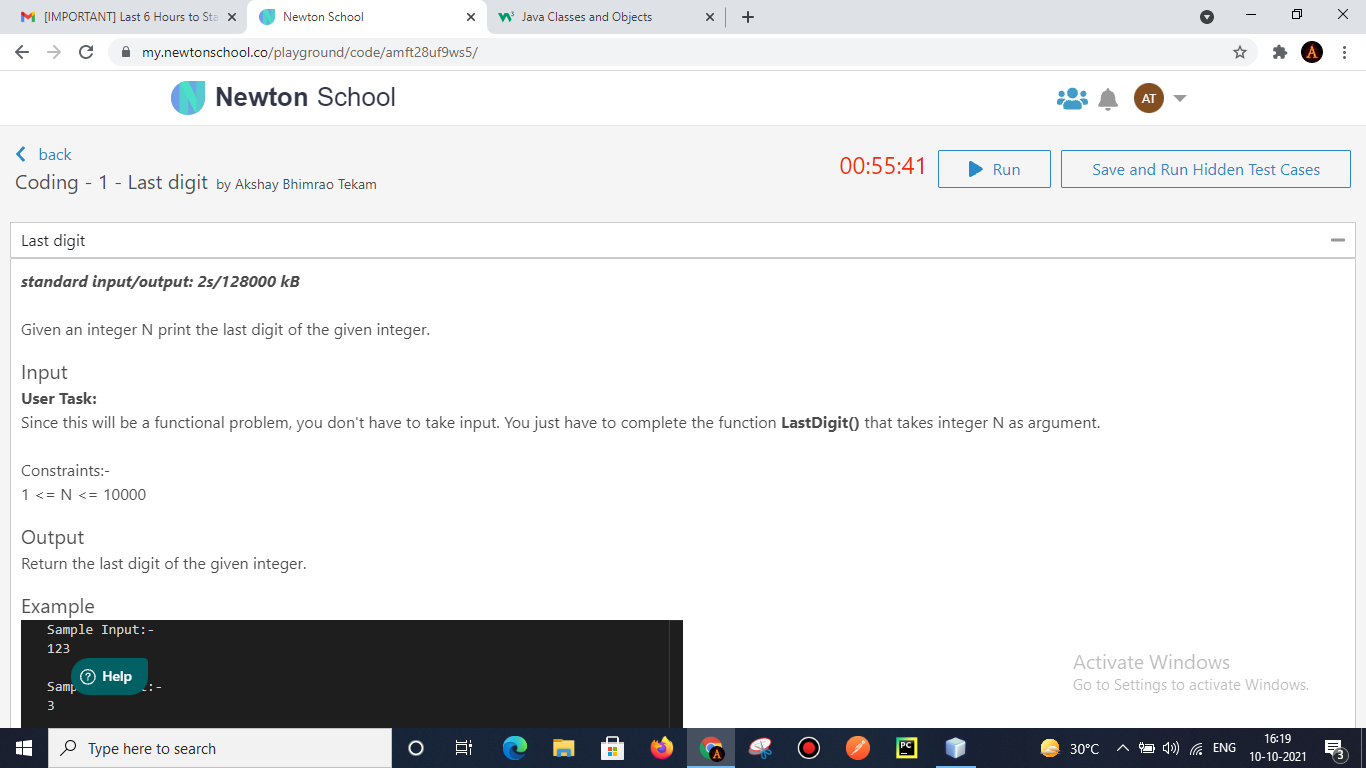 [IMPORTANT] Last 6 Hours to Sta
Newton School
Java Classes and Objects
my.newtonschool.co/playground/code/amft28uf9ws5/
A
Newton School
AT
back
Coding - 1 - Last digit by Akshay Bhimrao Tekam
00:55:41
Run
Save and Run Hidden Test Cases
Last digit
standard input/output: 2s/128000 kB
Given an integer N print the last digit of the given integer.
Input
User Task:
Since this will be a functional problem, you don't have to take input. You just have to complete the function LastDigit() that takes integer N as argument.
Constraints:-
1 <= N <= 10000
Output
Return the last digit of the given integer.
Example
Sample Input:-
123
Help
Samp :-
3
Activate Windows
Go to Settings to activate Windows.
Type here to search
A
PC
30°C
ENG
16:19
10-10-2021
3